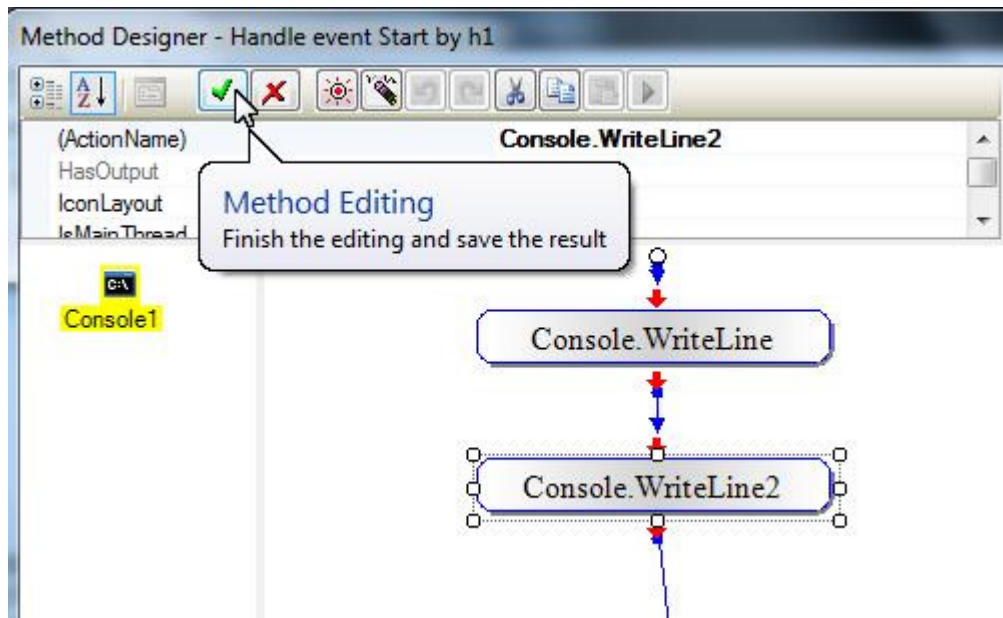 Method Designer - Handle event Start by h1
A
Z
(ActionName) Console.WriteLine2
HasOutput
IconLayout
IsMainThread
Method Editing
Finish the editing and save the result
C:\
Console1
Console.WriteLine
Console.WriteLine2